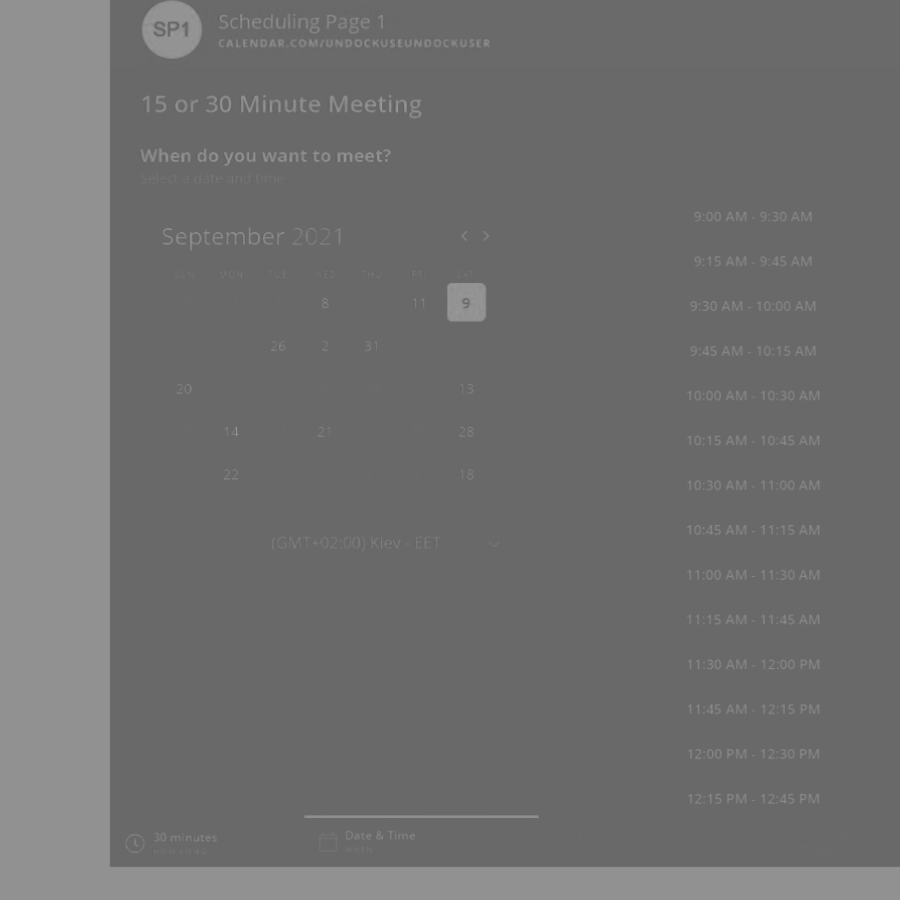 SP1
Scheduling Page 1
CALENDAR.COM/UNDOCKUSEUNDOCKUSER
15 or 30 Minute Meeting
When do you want to meet?
Select a date and time
September 2021
SUN MON TUE WED THU FRI SAT
8 11 9
26 2 31
20 13
14 21 28
22 18
(GMT+02:00) Kiev - EET
9:00 AM - 9:30 AM
9:15 AM - 9:45 AM
9:30 AM - 10:00 AM
9:45 AM - 10:15 AM
10:00 AM - 10:30 AM
10:15 AM - 10:45 AM
10:30 AM - 11:00 AM
10:45 AM - 11:15 AM
11:00 AM - 11:30 AM
11:15 AM - 11:45 AM
11:30 AM - 12:00 PM
11:45 AM - 12:15 PM
12:00 PM - 12:30 PM
12:15 PM - 12:45 PM
30 minutes
HOW LONG
Date & Time
WHEN